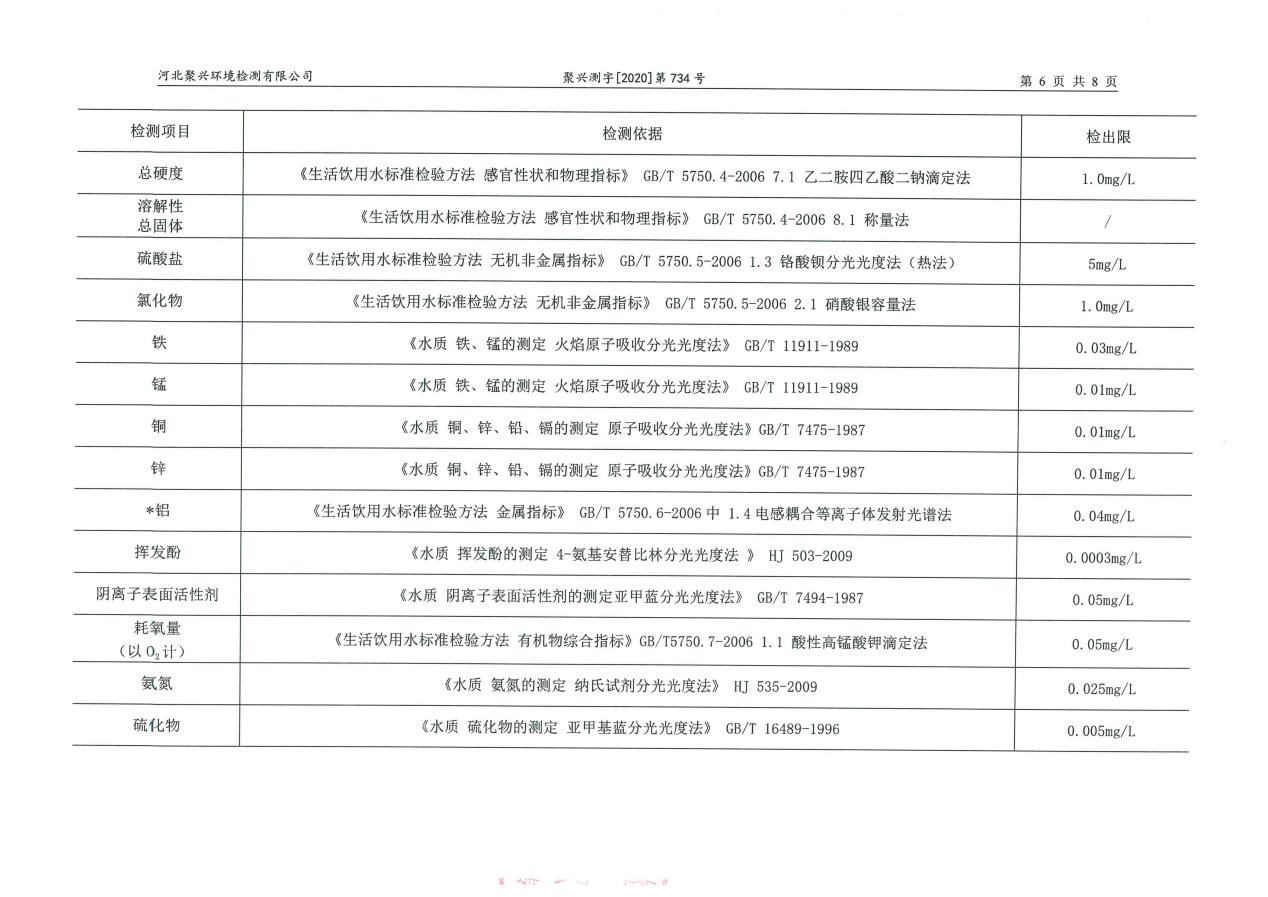 河北聚兴环境检测有限公司
聚兴测字[2020]第 734 号
第 6 页 共 8 页
检测项目 检测依据 检出限
总硬度 《生活饮用水标准检验方法 感官性状和物理指标》 GB/T 5750.4-2006 7.1 乙二胺四乙酸二钠滴定法 1.0mg/L
溶解性
总固体 《生活饮用水标准检验方法 感官性状和物理指标》 GB/T 5750.4-2006 8.1 称量法 /
硫酸盐 《生活饮用水标准检验方法 无机非金属指标》 GB/T 5750.5-2006 1.3 铬酸钡分光光度法（热法） 5mg/L
氯化物 《生活饮用水标准检验方法 无机非金属指标》 GB/T 5750.5-2006 2.1 硝酸银容量法 1.0mg/L
铁 《水质 铁、锰的测定 火焰原子吸收分光光度法》 GB/T 11911-1989 0.03mg/L
锰 《水质 铁、锰的测定 火焰原子吸收分光光度法》 GB/T 11911-1989 0.01mg/L
铜 《水质 铜、锌、铅、镉的测定 原子吸收分光光度法》GB/T 7475-1987 0.01mg/L
锌 《水质 铜、锌、铅、镉的测定 原子吸收分光光度法》GB/T 7475-1987 0.01mg/L
*铝 《生活饮用水标准检验方法 金属指标》 GB/T 5750.6-2006中 1.4电感耦合等离子体发射光谱法 0.04mg/L
挥发酚 《水质 挥发酚的测定 4-氨基安替比林分光光度法 》 HJ 503-2009 0.0003mg/L
阴离子表面活性剂 《水质 阴离子表面活性剂的测定亚甲蓝分光光度法》 GB/T 7494-1987 0.05mg/L
耗氧量
（以 O₂计） 《生活饮用水标准检验方法 有机物综合指标》GB/T5750.7-2006 1.1 酸性高锰酸钾滴定法 0.05mg/L
氨氮 《水质 氨氮的测定 纳氏试剂分光光度法》 HJ 535-2009 0.025mg/L
硫化物 《水质 硫化物的测定 亚甲基蓝分光光度法》 GB/T 16489-1996 0.005mg/L